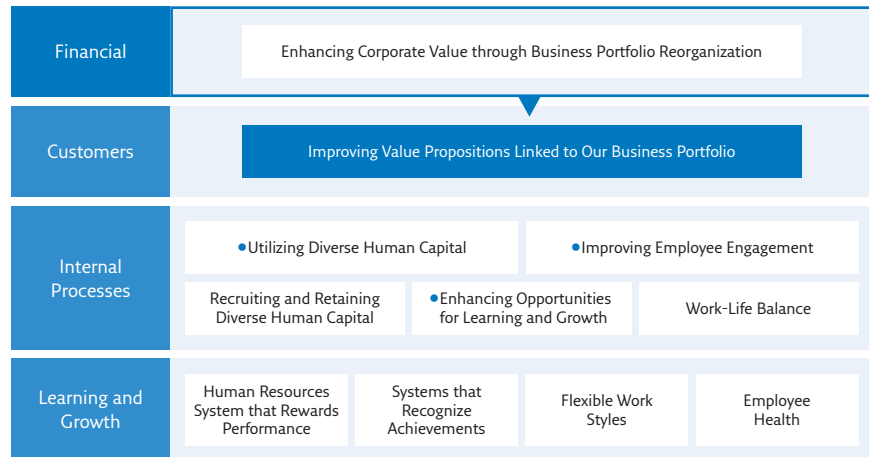 Financial
Enhancing Corporate Value through Business Portfolio Reorganization
Customers
Improving Value Propositions Linked to Our Business Portfolio
Internal
Processes
•Utilizing Diverse Human Capital
•Improving Employee Engagement
Recruiting and Retaining
Diverse Human Capital
•Enhancing Opportunities
for Learning and Growth
Work-Life Balance
Learning and
Growth
Human Resources
System that Rewards
Performance
Systems that
Recognize
Achievements
Flexible Work
Styles
Employee
Health